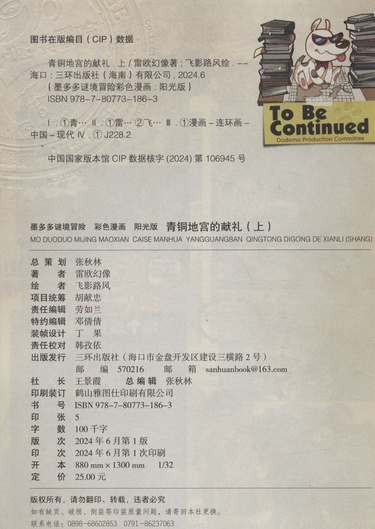 图书在版编目(CIP)数据
青铜地宫的献礼.上/雷欧幻像著;飞影路风绘.--
海口:三环出版社(海南)有限公司,2024.6
(墨多多谜境冒险彩色漫画:阳光版)
ISBN 978-7-80773-186-3
Ⅰ.①青… Ⅱ.①雷…②飞… Ⅲ.①漫画-连环画-
中国-现代 Ⅳ.①J228.2
中国国家版本馆CIP数据核字(2024)第106945号
To Be
Continued
Dodomo Production Committee
墨多多谜境冒险 彩色漫画 阳光版 青铜地宫的献礼(上)
MO DUODUO MIJING MAOXIAN CAISE MANHUA YANGGUANGBAN QINGTONG DIGONG DE XIANLI (SHANG)
总策划 张秋林
著者 雷欧幻像
绘者 飞影路风
项目统筹 胡献忠
责任编辑 劳如兰
特约编辑 邓倩倩
装帧设计 丁果
责任校对 韩孜依
出版发行 三环出版社(海口市金盘开发区建设三横路2号)
邮编 570216 邮箱 sanhuanbook@163.com
社长 王景霞 总编辑 张秋林
印刷装订 鹤山雅图仕印刷有限公司
书号 ISBN 978-7-80773-186-3
印张 5
字数 100千字
版次 2024年6月第1版
印次 2024年6月第1次印刷
开本 880 mm×1300 mm 1/32
定价 25.00元
版权所有,请勿翻印、转载,违者必究
如有缺页、破损、倒装等印装质量问题,请寄回本社更换。
联系电话:0898-68602853 0791-86237063